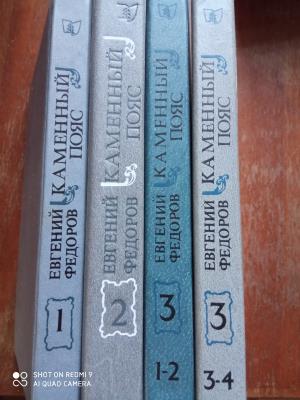 ЕВГЕНИЙ
ФЕДОРОВ
КАМЕННЫЙ
ПОЯС
1
ЕВГЕНИЙ
ФЕДОРОВ
КАМЕННЫЙ
ПОЯС
2
ЕВГЕНИЙ
ФЕДОРОВ
КАМЕННЫЙ
ПОЯС
3
1-2
ЕВГЕНИЙ
ФЕДОРОВ
КАМЕННЫЙ
ПОЯС
3
3-4
SHOT ON REDMI 9
AI QUAD CAMERA